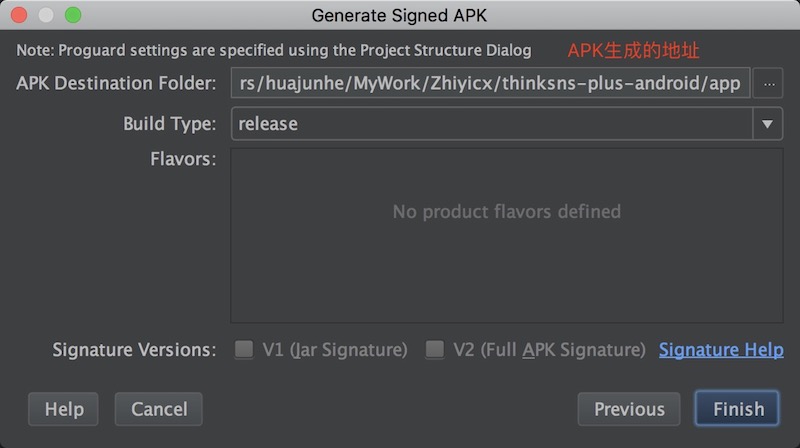 Generate Signed APK
Note: Proguard settings are specified using the Project Structure Dialog APK生成的地址
APK Destination Folder: rs/huajunhe/MyWork/Zhiyicx/thinksns-plus-android/app ...
Build Type: release
Flavors:
No product flavors defined
Signature Versions: V1 (Jar Signature) V2 (Full APK Signature) Signature Help
Help Cancel Previous Finish